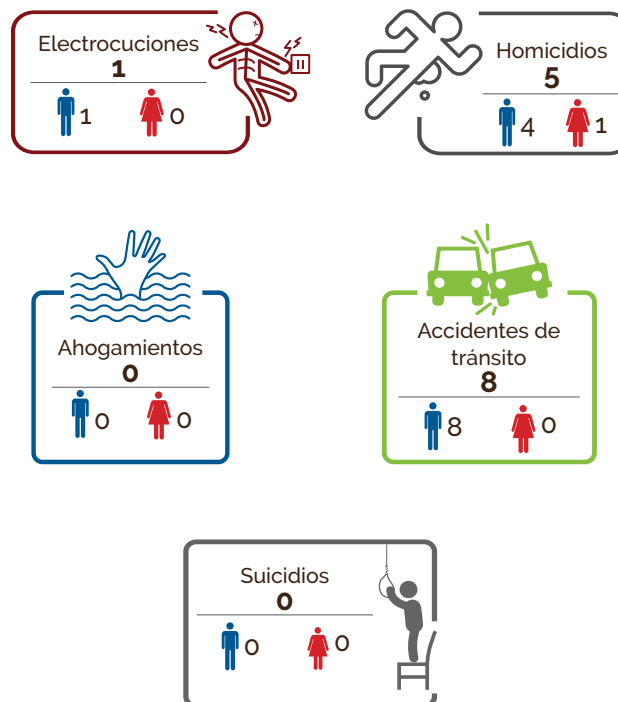 Electrocuciones
1
1
0
Homicidios
5
4
1
Ahogamientos
0
0
0
Accidentes de
tránsito
8
8
0
Suicidios
0
0
0